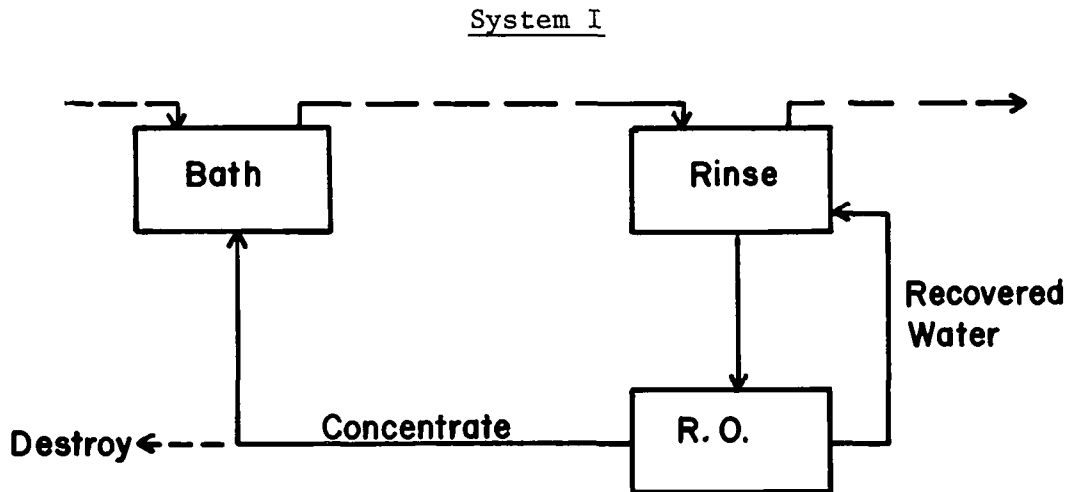 System I
Bath
Rinse
Recovered
Water
Concentrate
R. O.
Destroy